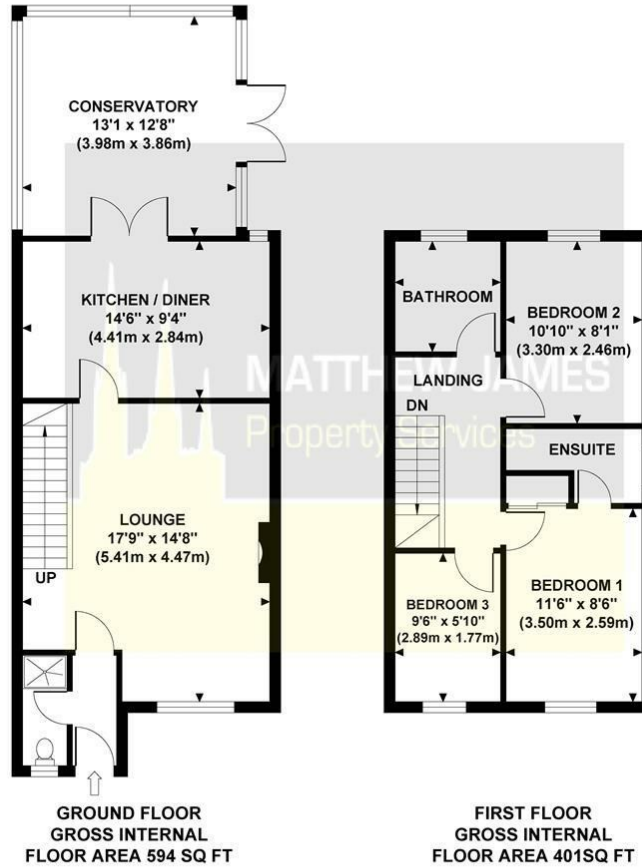 CONSERVATORY
13'1 x 12'8"
(3.98m x 3.86m)
KITCHEN / DINER
14'6" x 9'4"
(4.41m x 2.84m)
LOUNGE
17'9" x 14'8"
(5.41m x 4.47m)
UP
GROUND FLOOR
GROSS INTERNAL
FLOOR AREA 594 SQ FT
MATTHEW JAMES
Property Services
BATHROOM
BEDROOM 2
10'10" x 8'1"
(3.30m x 2.46m)
LANDING
DN
ENSUITE
BEDROOM 1
11'6" x 8'6"
(3.50m x 2.59m)
BEDROOM 3
9'6" x 5'10"
(2.89m x 1.77m)
FIRST FLOOR
GROSS INTERNAL
FLOOR AREA 401SQ FT